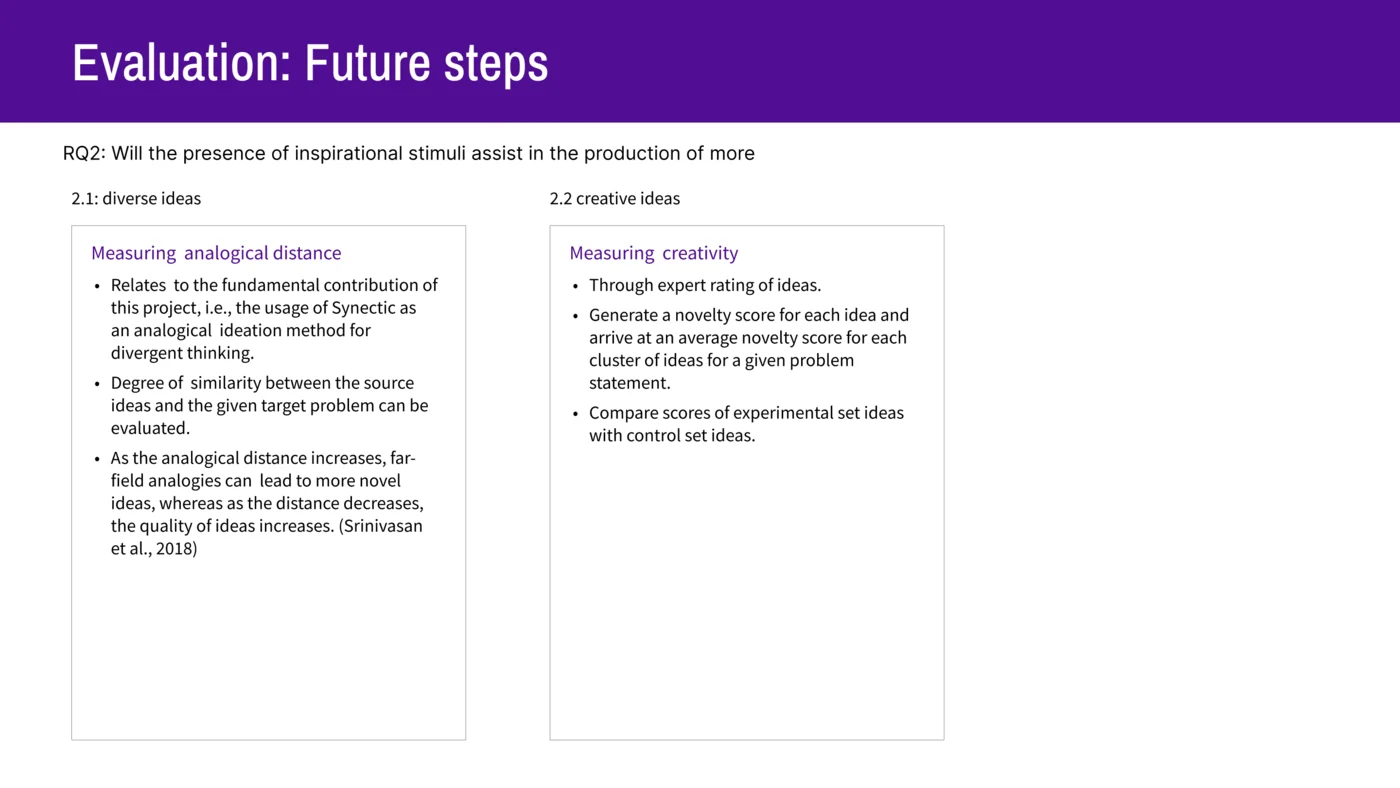 Evaluation: Future steps
RQ2: Will the presence of inspirational stimuli assist in the production of more
2.1: diverse ideas
Measuring analogical distance
• Relates to the fundamental contribution of
this project, i.e., the usage of Synectic as
an analogical ideation method for
divergent thinking.
• Degree of similarity between the source
ideas and the given target problem can be
evaluated.
• As the analogical distance increases, far-
field analogies can lead to more novel
ideas, whereas as the distance decreases,
the quality of ideas increases. (Srinivasan
et al., 2018)
2.2 creative ideas
Measuring creativity
• Through expert rating of ideas.
• Generate a novelty score for each idea and
arrive at an average novelty score for each
cluster of ideas for a given problem
statement.
• Compare scores of experimental set ideas
with control set ideas.